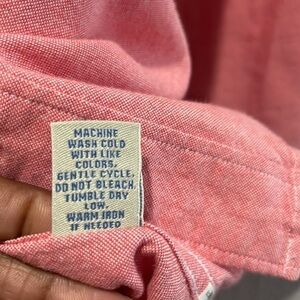 MACHINE
WASH COLD
WITH LIKE
COLORS,
GENTLE CYCLE,
DO NOT BLEACH,
TUMBLE DRY
LOW,
WARM IRON
IF NEEDED